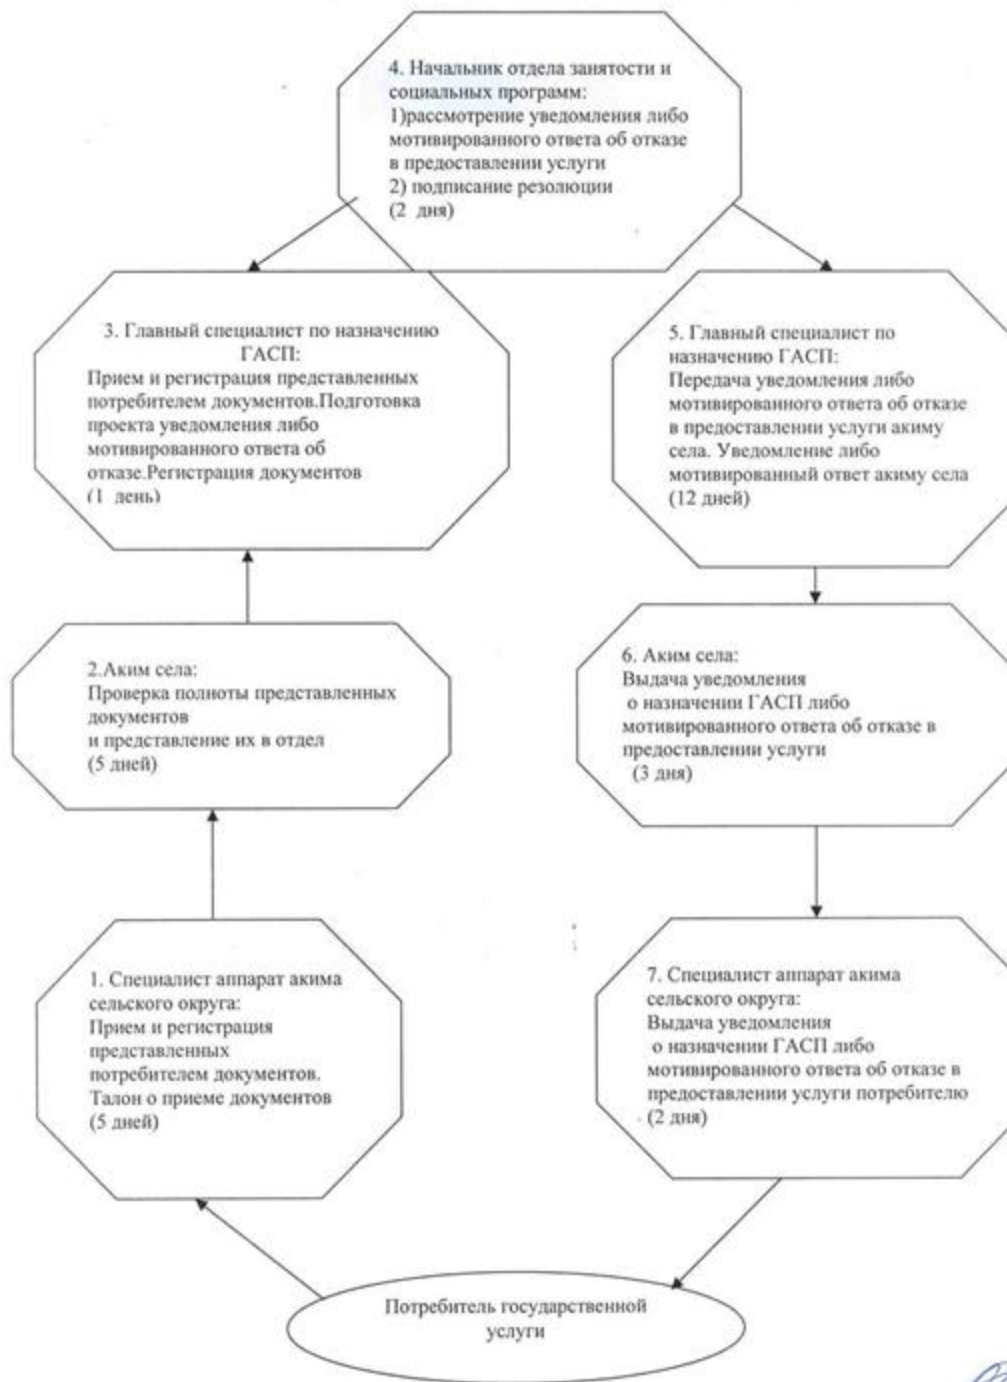 4. Начальник отдела занятости и
социальных программ:
1)рассмотрение уведомления либо
мотивированного ответа об отказе
в предоставлении услуги
2) подписание резолюции
(2 дня)
3. Главный специалист по назначению
ГАСП:
Прием и регистрация представленных
потребителем документов.Подготовка
проекта уведомления либо
мотивированного ответа об
отказе.Регистрация документов
(1 день)
5. Главный специалист по
назначению ГАСП:
Передача уведомления либо
мотивированного ответа об отказе
в предоставлении услуги акиму
села. Уведомление либо
мотивированный ответ акиму села
(12 дней)
2.Аким села:
Проверка полноты представленных
документов
и представление их в отдел
(5 дней)
6. Аким села:
Выдача уведомления
о назначении ГАСП либо
мотивированного ответа об отказе в
предоставлении услуги
(3 дня)
1. Специалист аппарат акима
сельского округа:
Прием и регистрация
представленных
потребителем документов.
Талон о приеме документов
(5 дней)
7. Специалист аппарат акима
сельского округа:
Выдача уведомления
о назначении ГАСП либо
мотивированного ответа об отказе в
предоставлении услуги потребителю
(2 дня)
Потребитель государственной
услуги